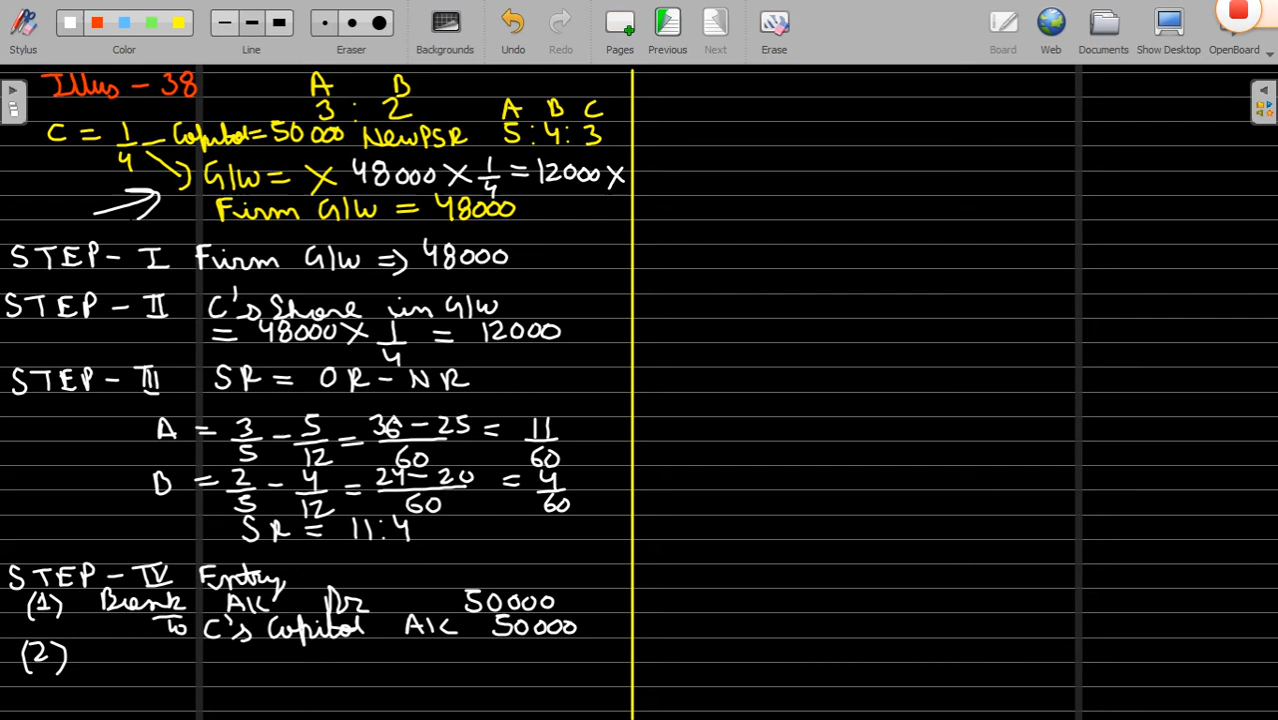 Stylus Color Line Eraser Backgrounds Undo Redo Pages Previous Next Erase Board Web Documents Show Desktop OpenBoard
Illus - 38 A B
3 : 2 A B C
C = 1/4 - Capital = 50000 New PSR 5 : 4 : 3
G/W = X 48000 X 1/4 = 12000 X
Firm G/W = 48000
STEP - I Firm G/W => 48000
STEP - II C's Share in G/W
= 48000 X 1/4 = 12000
STEP - III SR = OR - NR
A = 3/5 - 5/12 = 36 - 25/60 = 11/60
B = 2/5 - 4/12 = 24 - 20/60 = 4/60
SR = 11:4
STEP - IV Entry
(1) Bank A/C Dr 50000
To C's Capital A/C 50000
(2)